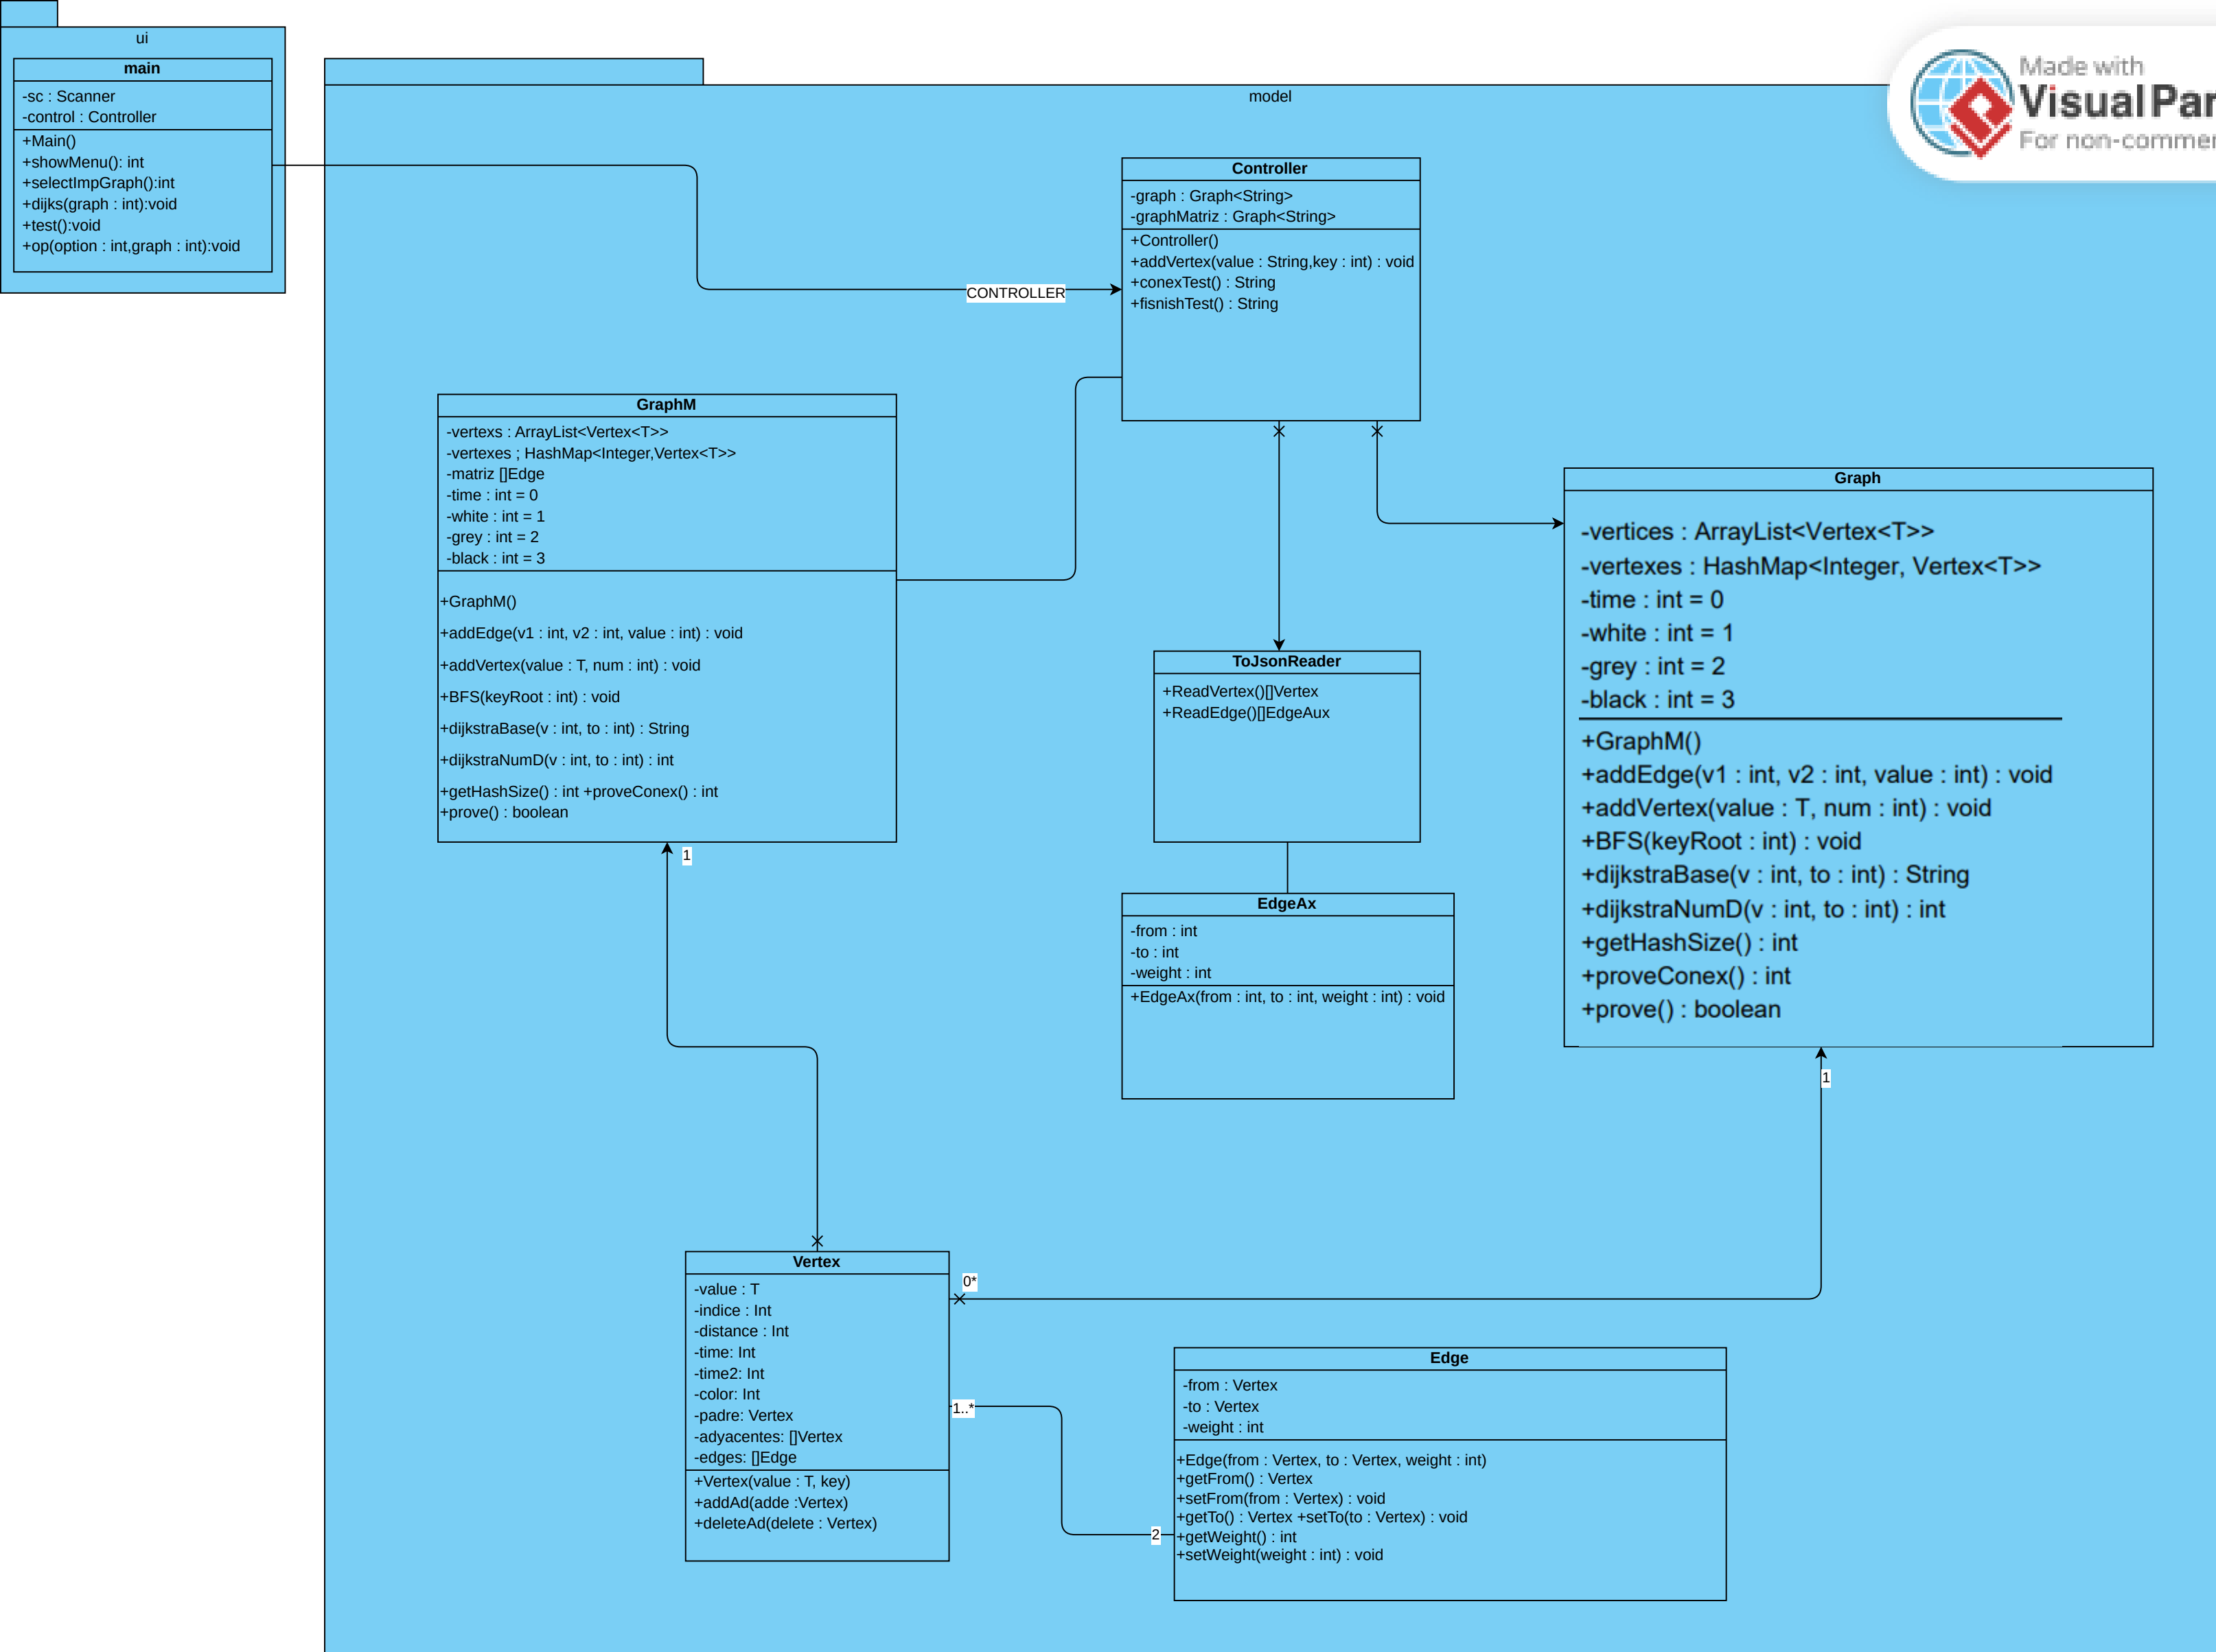 ui
main
-sc : Scanner
-control : Controller
+Main()
+showMenu(): int
+selectImpGraph():int
+dijks(graph : int):void
+test():void
+op(option : int,graph : int):void
model
Made with
Visual Par
For non-commer
CONTROLLER
Controller
-graph : Graph<String>
-graphMatriz : Graph<String>
+Controller()
+addVertex(value : String,key : int) : void
+conexTest() : String
+fisnishTest() : String
GraphM
-vertexs : ArrayList<Vertex<T>>
-vertexes ; HashMap<Integer,Vertex<T>>
-matriz []Edge
-time : int = 0
-white : int = 1
-grey : int = 2
-black : int = 3
+GraphM()
+addEdge(v1 : int, v2 : int, value : int) : void
+addVertex(value : T, num : int) : void
+BFS(keyRoot : int) : void
+dijkstraBase(v : int, to : int) : String
+dijkstraNumD(v : int, to : int) : int
+getHashSize() : int +proveConex() : int
+prove() : boolean
1
ToJsonReader
+ReadVertex()[]Vertex
+ReadEdge()[]EdgeAux
EdgeAx
-from : int
-to : int
-weight : int
+EdgeAx(from : int, to : int, weight : int) : void
Graph
-vertices : ArrayList<Vertex<T>>
-vertexes : HashMap<Integer, Vertex<T>>
-time : int = 0
-white : int = 1
-grey : int = 2
-black : int = 3
+GraphM()
+addEdge(v1 : int, v2 : int, value : int) : void
+addVertex(value : T, num : int) : void
+BFS(keyRoot : int) : void
+dijkstraBase(v : int, to : int) : String
+dijkstraNumD(v : int, to : int) : int
+getHashSize() : int
+proveConex() : int
+prove() : boolean
1
Vertex
-value : T
-indice : Int
-distance : Int
-time: Int
-time2: Int
-color: Int
-padre: Vertex
-adyacentes: []Vertex
-edges: []Edge
+Vertex(value : T, key)
+addAd(adde :Vertex)
+deleteAd(delete : Vertex)
0*
1..*
2
Edge
-from : Vertex
-to : Vertex
-weight : int
+Edge(from : Vertex, to : Vertex, weight : int)
+getFrom() : Vertex
+setFrom(from : Vertex) : void
+getTo() : Vertex +setTo(to : Vertex) : void
+getWeight() : int
+setWeight(weight : int) : void